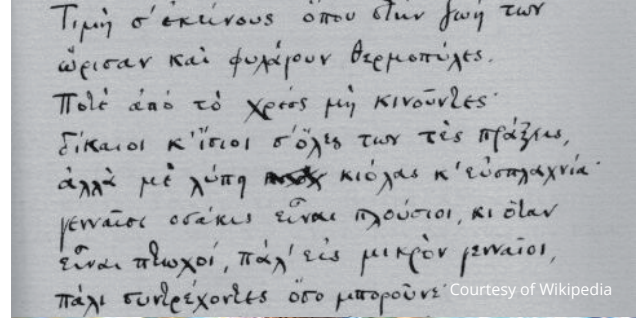 Τιμή σ' εκείνους όπου στην ζωή των
ώρισαν και φυλάγουν Θερμοπύλες.
Ποτέ από το χρέος μη κινούντες·
δίκαιοι κ' ίσιοι σ' όλες των τες πράξεις,
αλλά με λύπη κιόλας κ' ευσπλαχνία·
γενναίοι οσάκις είναι πλούσιοι, κι όταν
είναι πτωχοί, πάλ' εις μικρόν γενναίοι,
πάλι συντρέχοντες όσο μπορούνε·
Courtesy of Wikipedia